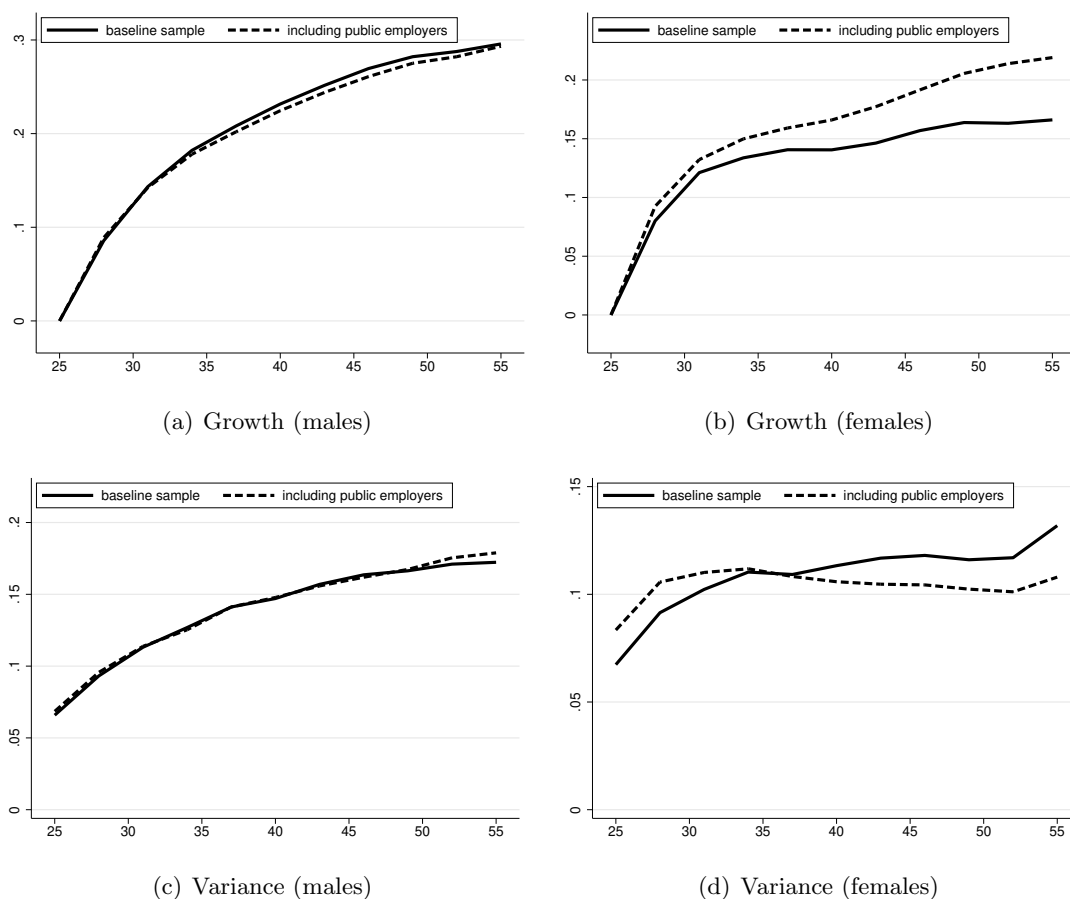 baseline sample including public employers
.3
.2
.1
0
25 30 35 40 45 50 55
(a) Growth (males)
baseline sample including public employers
.2
.15
.1
.05
0
25 30 35 40 45 50 55
(b) Growth (females)
baseline sample including public employers
.2
.15
.1
.05
0
25 30 35 40 45 50 55
(c) Variance (males)
baseline sample including public employers
.15
.1
.05
0
25 30 35 40 45 50 55
(d) Variance (females)